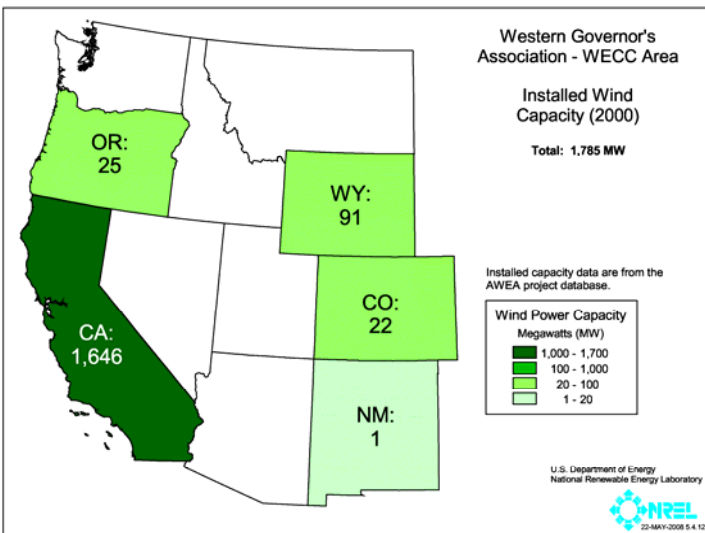 Western Governor's
Association - WECC Area
Installed Wind
Capacity (2000)
Total: 1,785 MW
OR:
25
WY:
91
CO:
22
CA:
1,646
NM:
1
Installed capacity data are from the
AWEA project database.
Wind Power Capacity
Megawatts (MW)
1,000 - 1,700
100 - 1,000
20 - 100
1 - 20
U.S. Department of Energy
National Renewable Energy Laboratory
NREL
22-MAY-2008 5.4.12